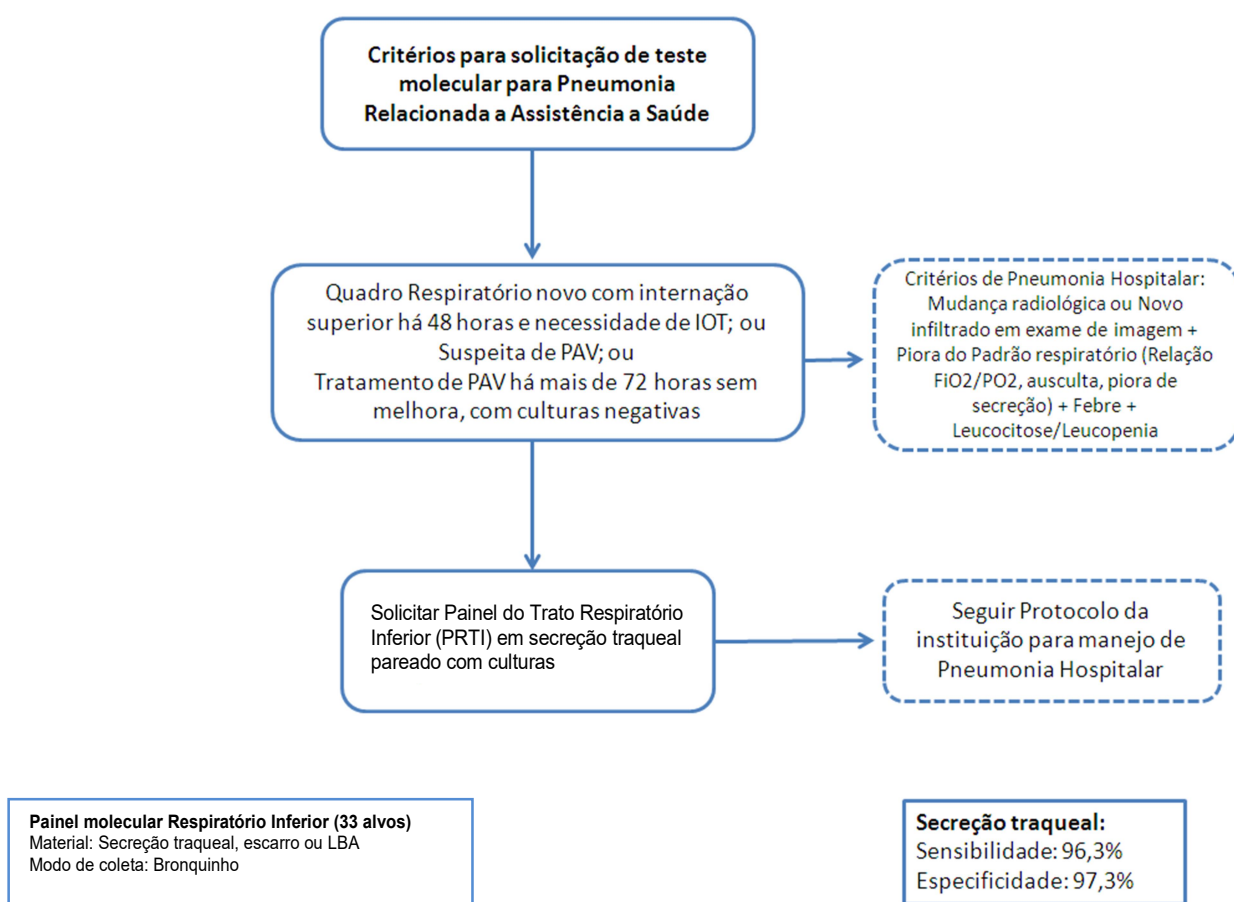 Critérios para solicitação de teste
molecular para Pneumonia
Relacionada a Assistência a Saúde
Quadro Respiratório novo com internação
superior há 48 horas e necessidade de IOT; ou
Suspeita de PAV; ou
Tratamento de PAV há mais de 72 horas sem
melhora, com culturas negativas
Critérios de Pneumonia Hospitalar:
Mudança radiológica ou Novo
infiltrado em exame de imagem +
Piora do Padrão respiratório (Relação
FiO2/PO2, ausculta, piora de
secreção) + Febre +
Leucocitose/Leucopenia
Solicitar Painel do Trato Respiratório
Inferior (PRTI) em secreção traqueal
pareado com culturas
Seguir Protocolo da
instituição para manejo de
Pneumonia Hospitalar
Painel molecular Respiratório Inferior (33 alvos)
Material: Secreção traqueal, escarro ou LBA
Modo de coleta: Bronquinho
Secreção traqueal:
Sensibilidade: 96,3%
Especificidade: 97,3%